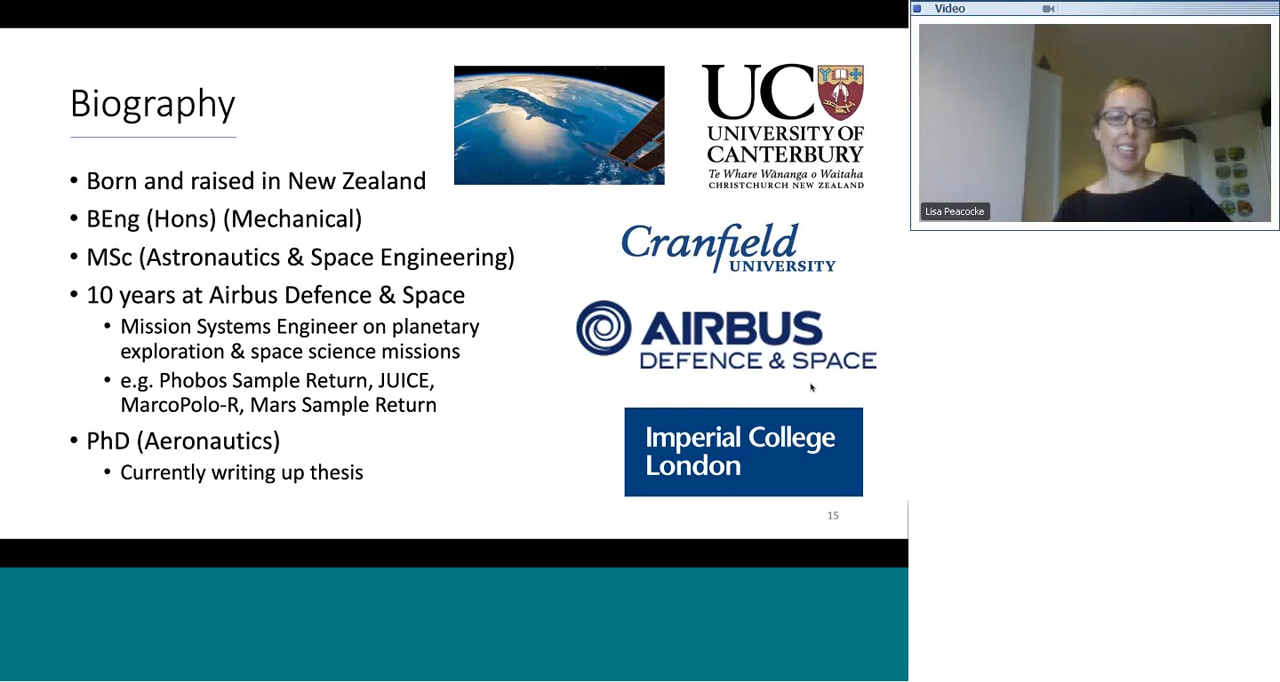 Biography
• Born and raised in New Zealand
• BEng (Hons) (Mechanical)
• MSc (Astronautics & Space Engineering)
• 10 years at Airbus Defence & Space
• Mission Systems Engineer on planetary
exploration & space science missions
• e.g. Phobos Sample Return, JUICE,
MarcoPolo-R, Mars Sample Return
• PhD (Aeronautics)
• Currently writing up thesis
UC
UNIVERSITY OF
CANTERBURY
Te Whare Wānanga o Waitaha
CHRISTCHURCH NEW ZEALAND
Cranfield
UNIVERSITY
AIRBUS
DEFENCE & SPACE
Imperial College
London
15
Video
Lisa Peacocke